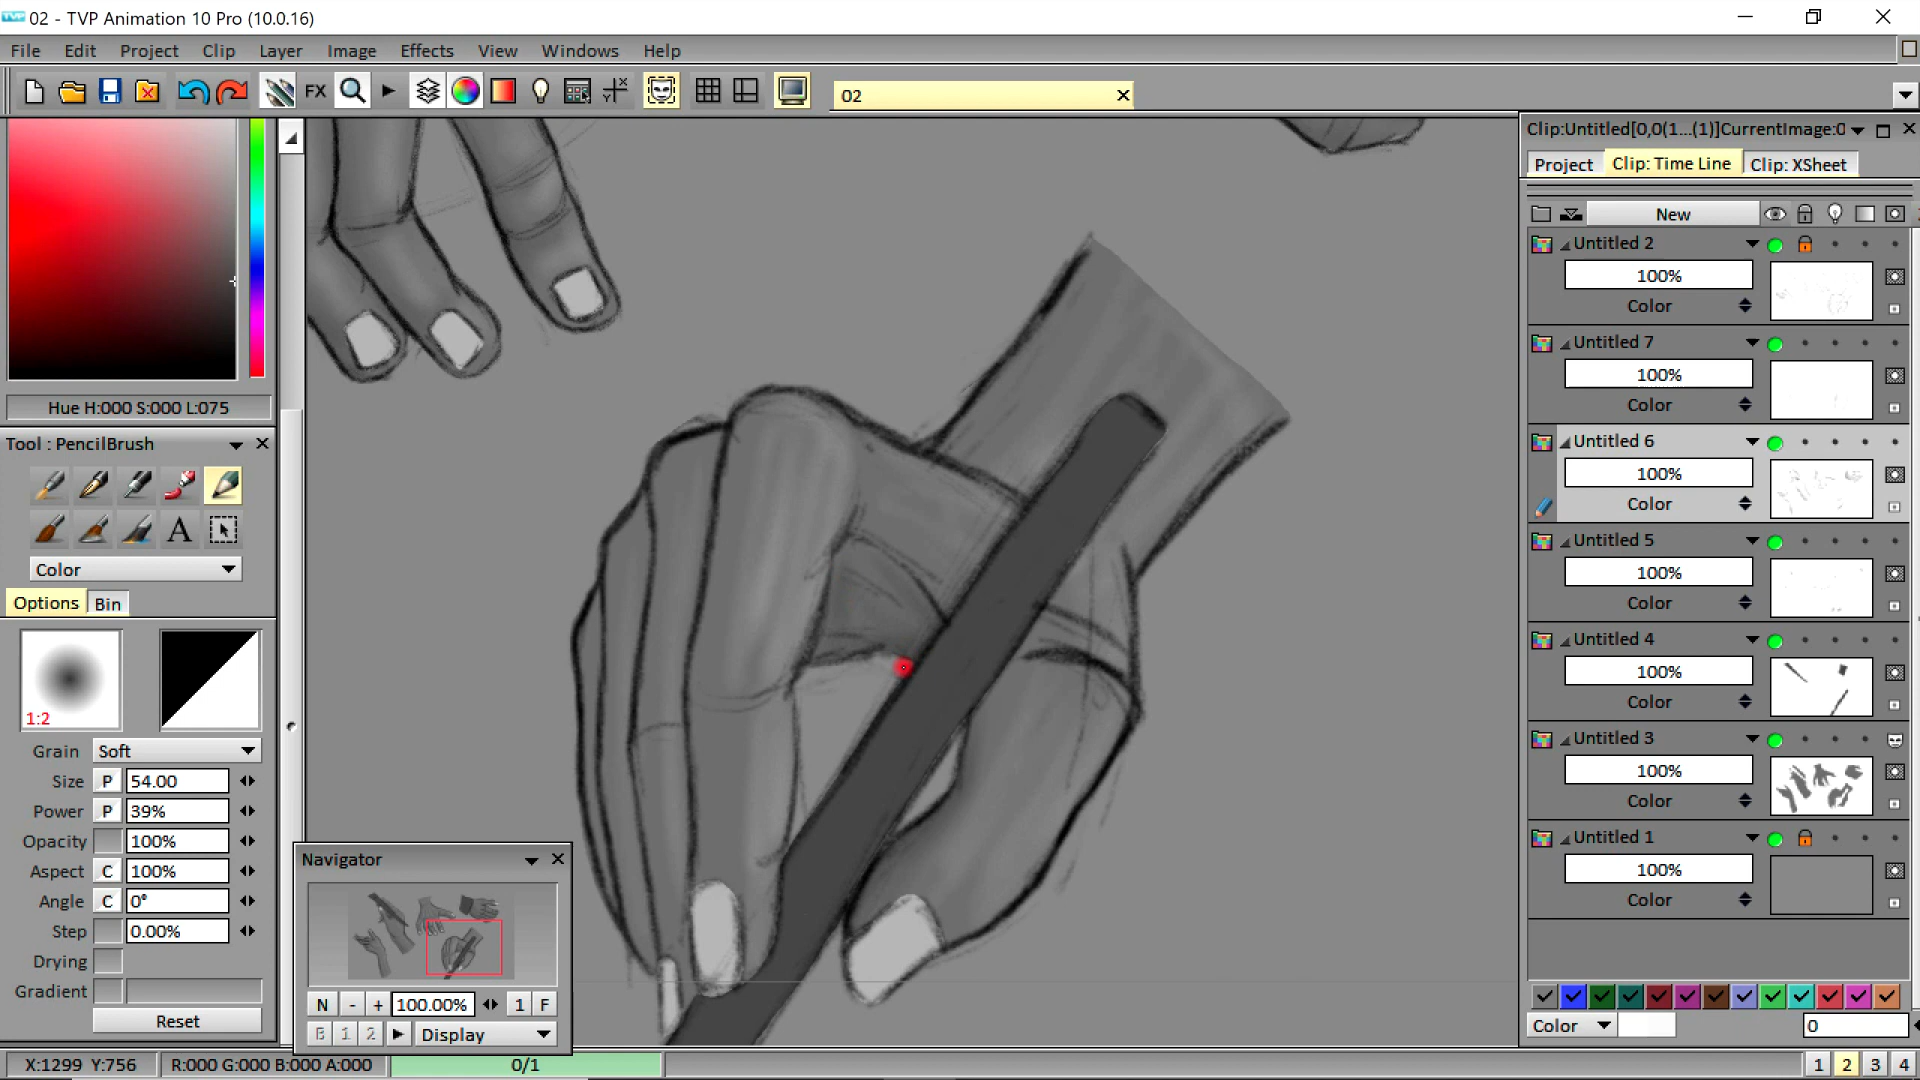 02 - TVP Animation 10 Pro (10.0.16)
File Edit Project Clip Layer Image Effects View Windows Help
FX
02
Clip:Untitled[0,0(1...(1)]CurrentImage:0
Project Clip: Time Line Clip: XSheet
New
Untitled 2
100%
Color
Untitled 7
100%
Color
Untitled 6
100%
Color
Untitled 5
100%
Color
Untitled 4
100%
Color
Untitled 3
100%
Color
Untitled 1
100%
Color
Color 0
Hue H:000 S:000 L:075
Tool : PencilBrush
A
Color
Options Bin
1:2
Grain Soft
Size P 54.00
Power P 39%
Opacity 100%
Aspect C 100%
Angle C 0°
Step 0.00%
Drying
Gradient
Reset
Navigator
N - + 100.00% 1 F
B 1 2 Display
X:1299 Y:756 R:000 G:000 B:000 A:000 0/1 1 2 3 4